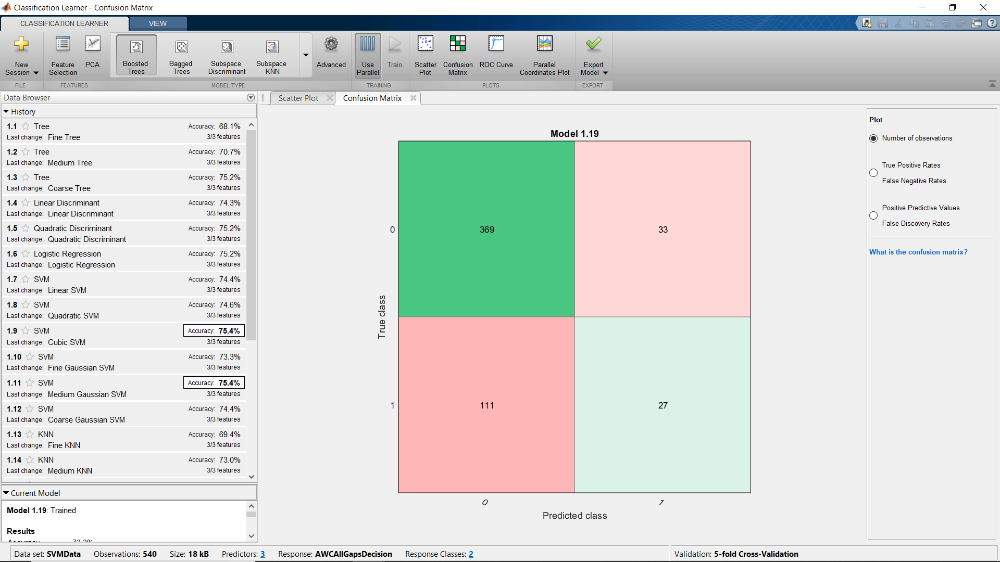 Classification Learner - Confusion Matrix
CLASSIFICATION LEARNER
VIEW
New Session
Feature Selection
PCA
Boosted Trees
Bagged Trees
Subspace Discriminant
Subspace KNN
Advanced
Use Parallel
Train
Scatter Plot
Confusion Matrix
ROC Curve
Parallel Coordinates Plot
Export Model
FILE
FEATURES
MODEL TYPE
TRAINING
PLOTS
EXPORT
Data Browser
History
1.1 Tree Accuracy: 68.1%
Last change: Fine Tree 3/3 features
1.2 Tree Accuracy: 70.7%
Last change: Medium Tree 3/3 features
1.3 Tree Accuracy: 75.2%
Last change: Coarse Tree 3/3 features
1.4 Linear Discriminant Accuracy: 74.3%
Last change: Linear Discriminant 3/3 features
1.5 Quadratic Discriminant Accuracy: 75.2%
Last change: Quadratic Discriminant 3/3 features
1.6 Logistic Regression Accuracy: 75.2%
Last change: Logistic Regression 3/3 features
1.7 SVM Accuracy: 74.4%
Last change: Linear SVM 3/3 features
1.8 SVM Accuracy: 74.6%
Last change: Quadratic SVM 3/3 features
1.9 SVM Accuracy: 75.4%
Last change: Cubic SVM 3/3 features
1.10 SVM Accuracy: 73.3%
Last change: Fine Gaussian SVM 3/3 features
1.11 SVM Accuracy: 75.4%
Last change: Medium Gaussian SVM 3/3 features
1.12 SVM Accuracy: 74.4%
Last change: Coarse Gaussian SVM 3/3 features
1.13 KNN Accuracy: 69.4%
Last change: Fine KNN 3/3 features
1.14 KNN Accuracy: 73.0%
Last change: Medium KNN 3/3 features
Current Model
Model 1.19: Trained
Results
Scatter Plot
Confusion Matrix
Model 1.19
0
369
33
True class
1
111
27
0
1
Predicted class
Plot
Number of observations
True Positive Rates
False Negative Rates
Positive Predictive Values
False Discovery Rates
What is the confusion matrix?
Data set: SVMData Observations: 540 Size: 18 kB Predictors: 3 Response: AWCAllGapsDecision Response Classes: 2
Validation: 5-fold Cross-Validation